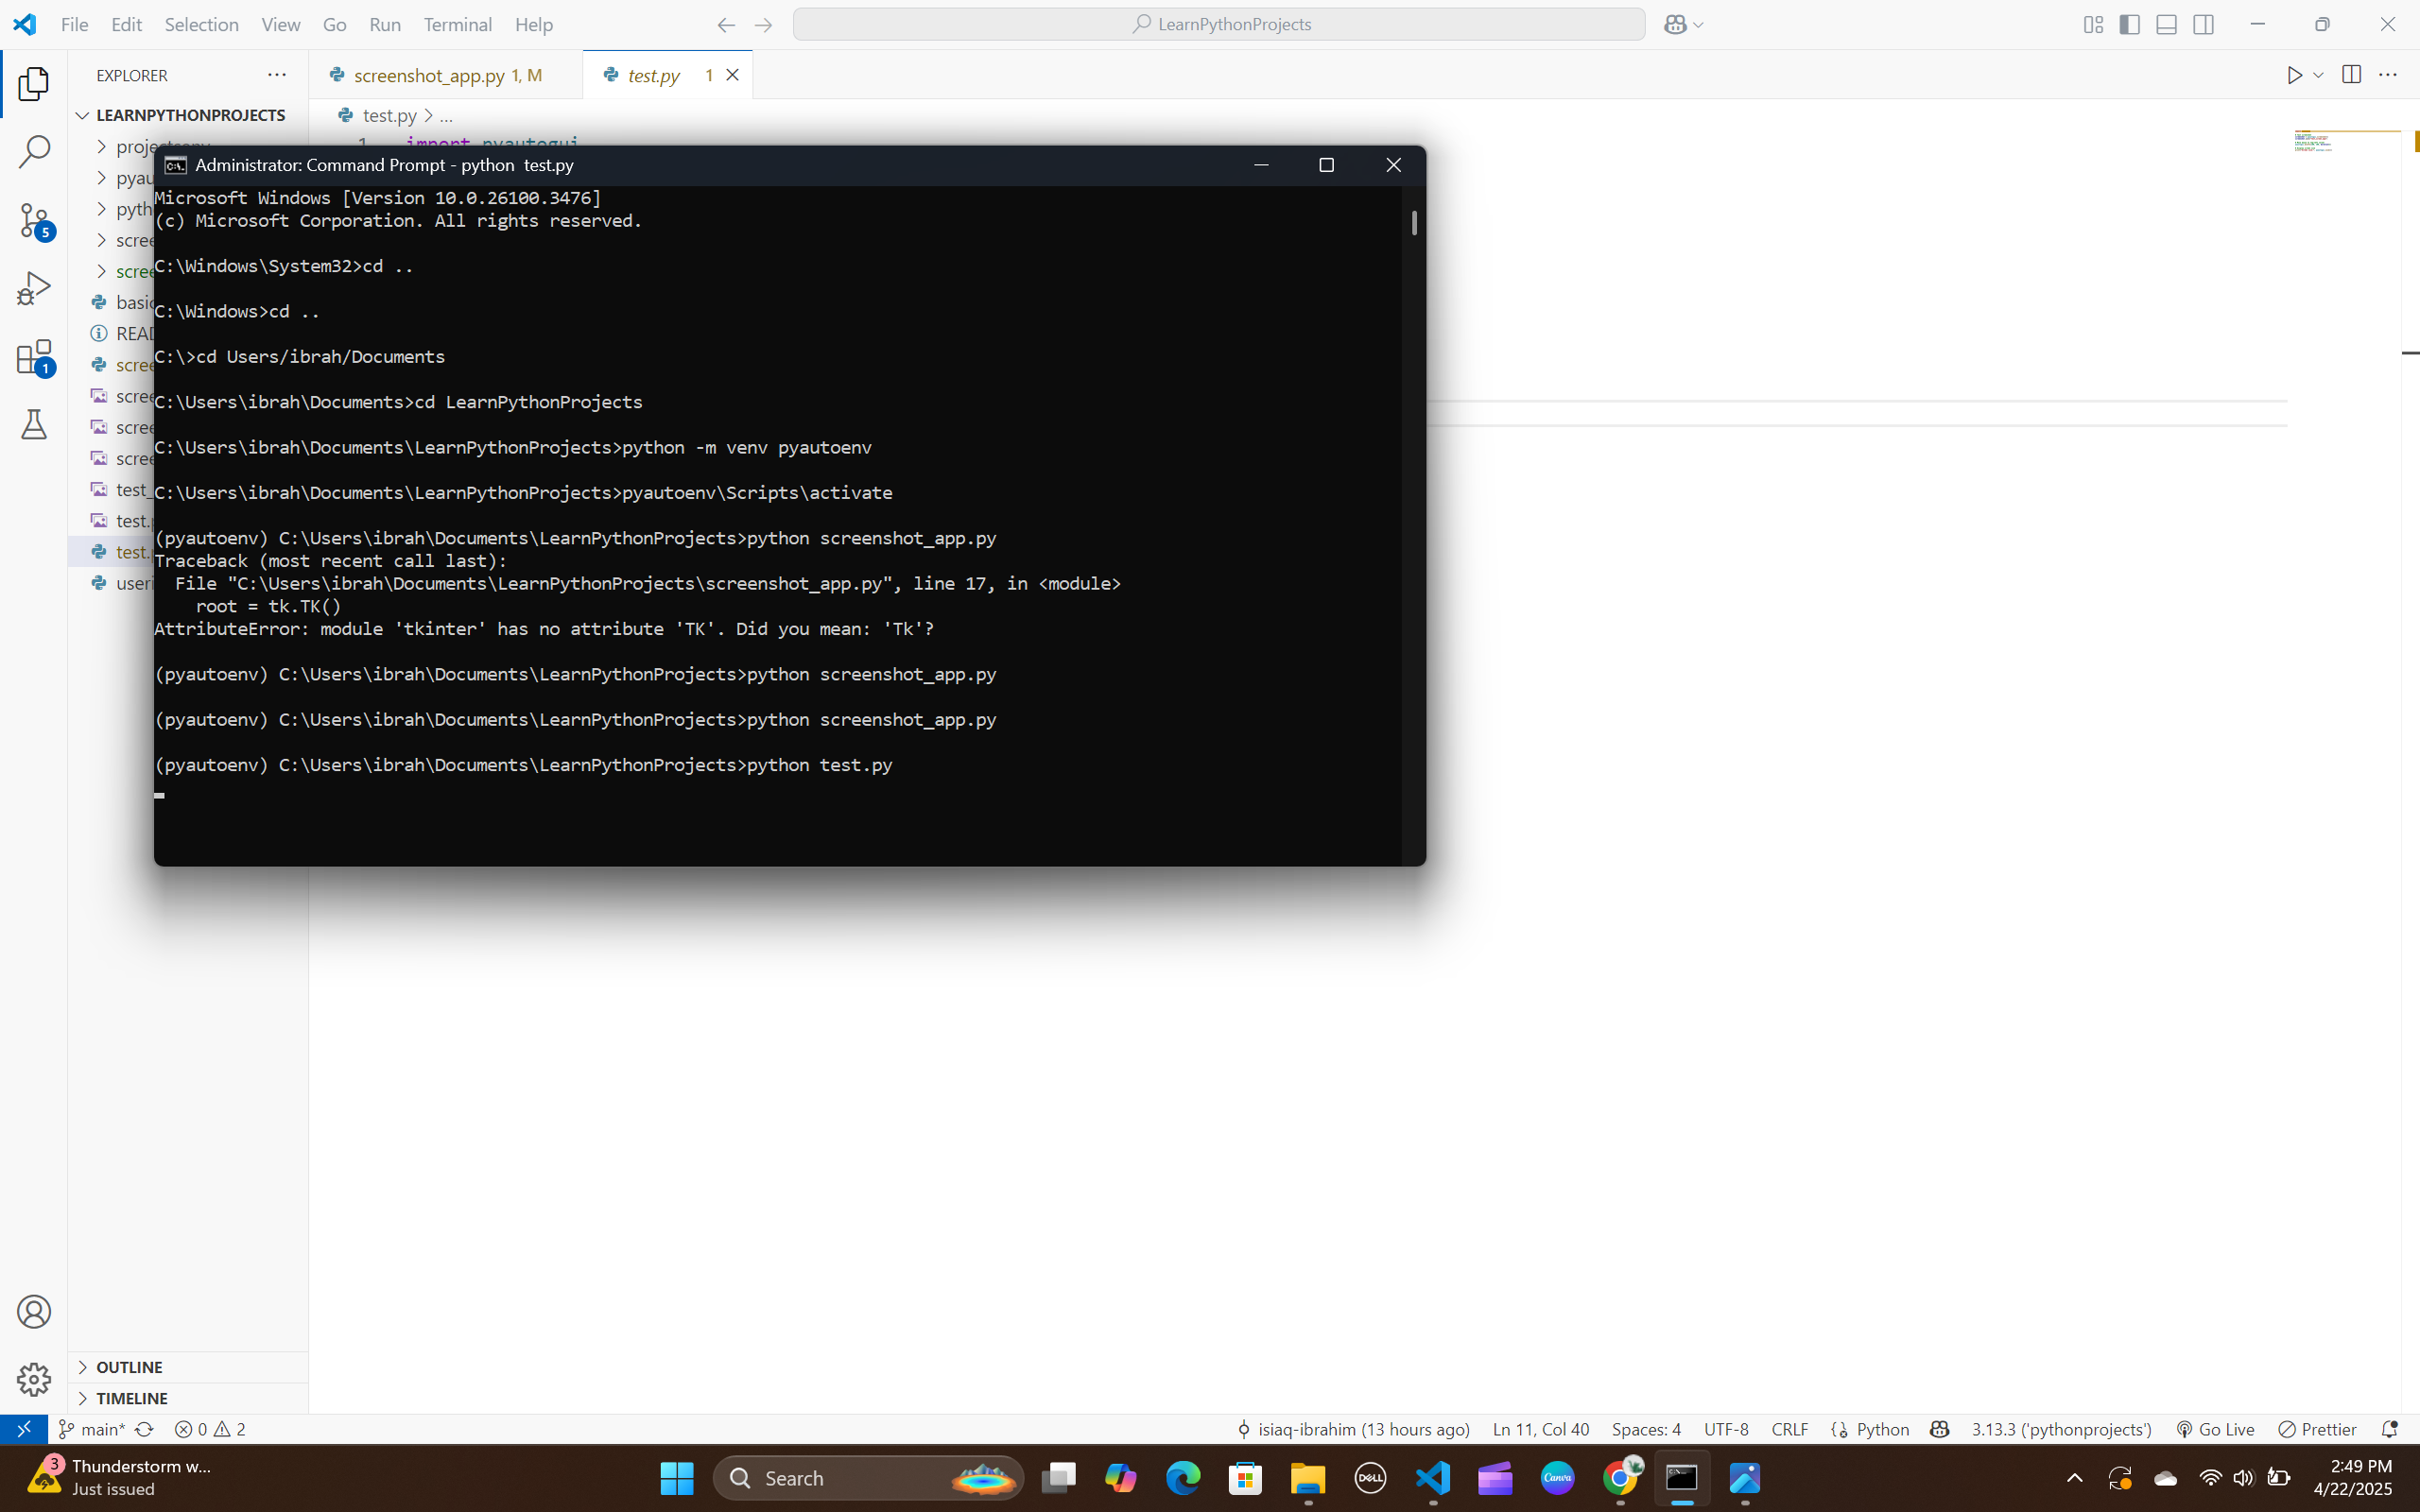 File Edit Selection View Go Run Terminal Help
LearnPythonProjects
EXPLORER
screenshot_app.py 1, M
test.py 1
LEARNPYTHONPROJECTS
test.py > ...
1 import pyautogui
Administrator: Command Prompt - python test.py
Microsoft Windows [Version 10.0.26100.3476]
(c) Microsoft Corporation. All rights reserved.
C:\Windows\System32>cd ..
C:\Windows>cd ..
C:\>cd Users/ibrah/Documents
C:\Users\ibrah\Documents>cd LearnPythonProjects
C:\Users\ibrah\Documents\LearnPythonProjects>python -m venv pyautoenv
C:\Users\ibrah\Documents\LearnPythonProjects>pyautoenv\Scripts\activate
(pyautoenv) C:\Users\ibrah\Documents\LearnPythonProjects>python screenshot_app.py
Traceback (most recent call last):
File "C:\Users\ibrah\Documents\LearnPythonProjects\screenshot_app.py", line 17, in <module>
root = tk.TK()
AttributeError: module 'tkinter' has no attribute 'TK'. Did you mean: 'Tk'?
(pyautoenv) C:\Users\ibrah\Documents\LearnPythonProjects>python screenshot_app.py
(pyautoenv) C:\Users\ibrah\Documents\LearnPythonProjects>python screenshot_app.py
(pyautoenv) C:\Users\ibrah\Documents\LearnPythonProjects>python test.py
pyau
pyth
scree
scree
basic
READ
scree
scree
scree
scree
test_
test.
test.
useri
5
1
OUTLINE
TIMELINE
main* 0 2
isiaq-ibrahim (13 hours ago) Ln 11, Col 40 Spaces: 4 UTF-8 CRLF Python 3.13.3 ('pythonprojects') Go Live Prettier
3
Thunderstorm w...
Just issued
Search
DELL
Canva
2:49 PM
4/22/2025